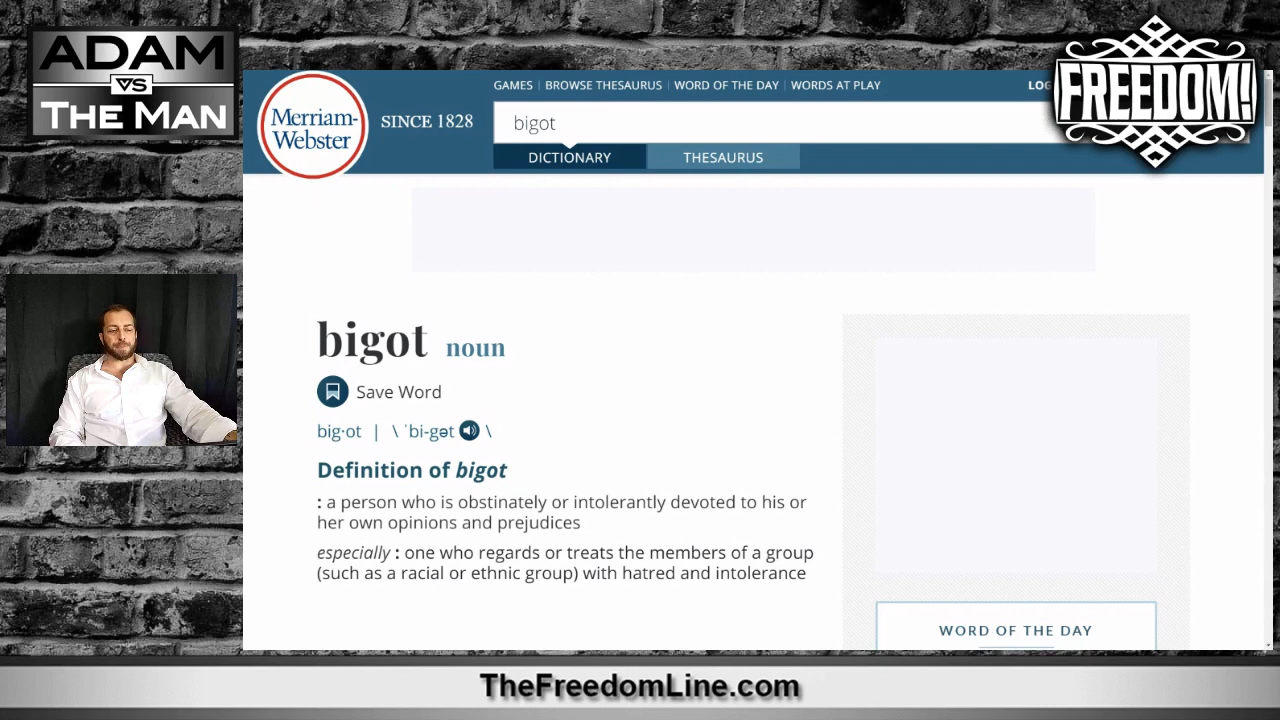 ADAM
VS
THE MAN
FREEDOM!
Merriam-
Webster
SINCE 1828
GAMES | BROWSE THESAURUS | WORD OF THE DAY | WORDS AT PLAY
LOG
bigot
DICTIONARY
THESAURUS
bigot noun
Save Word
big·ot | \ ˈbi-gət \
Definition of bigot
: a person who is obstinately or intolerantly devoted to his or
her own opinions and prejudices
especially : one who regards or treats the members of a group
(such as a racial or ethnic group) with hatred and intolerance
WORD OF THE DAY
TheFreedomLine.com